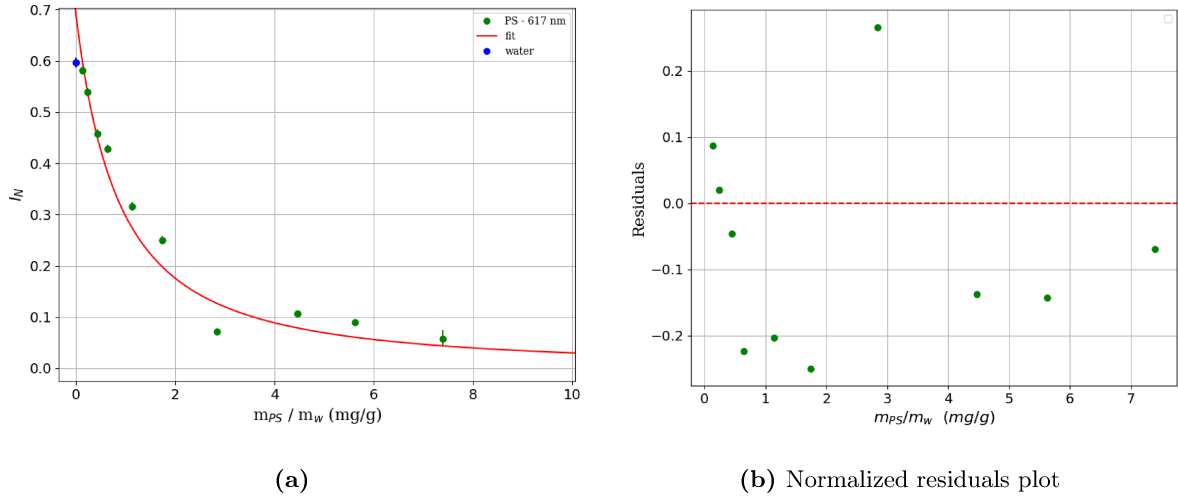 0.7
0.6
0.5
0.4
0.3
0.2
0.1
0.0
I_N
0 2 4 6 8 10
m_PS / m_w (mg/g)
PS - 617 nm
fit
water
(a)
0.2
0.1
0.0
−0.1
−0.2
Residuals
0 1 2 3 4 5 6 7
m_PS/m_w (mg/g)
(b) Normalized residuals plot